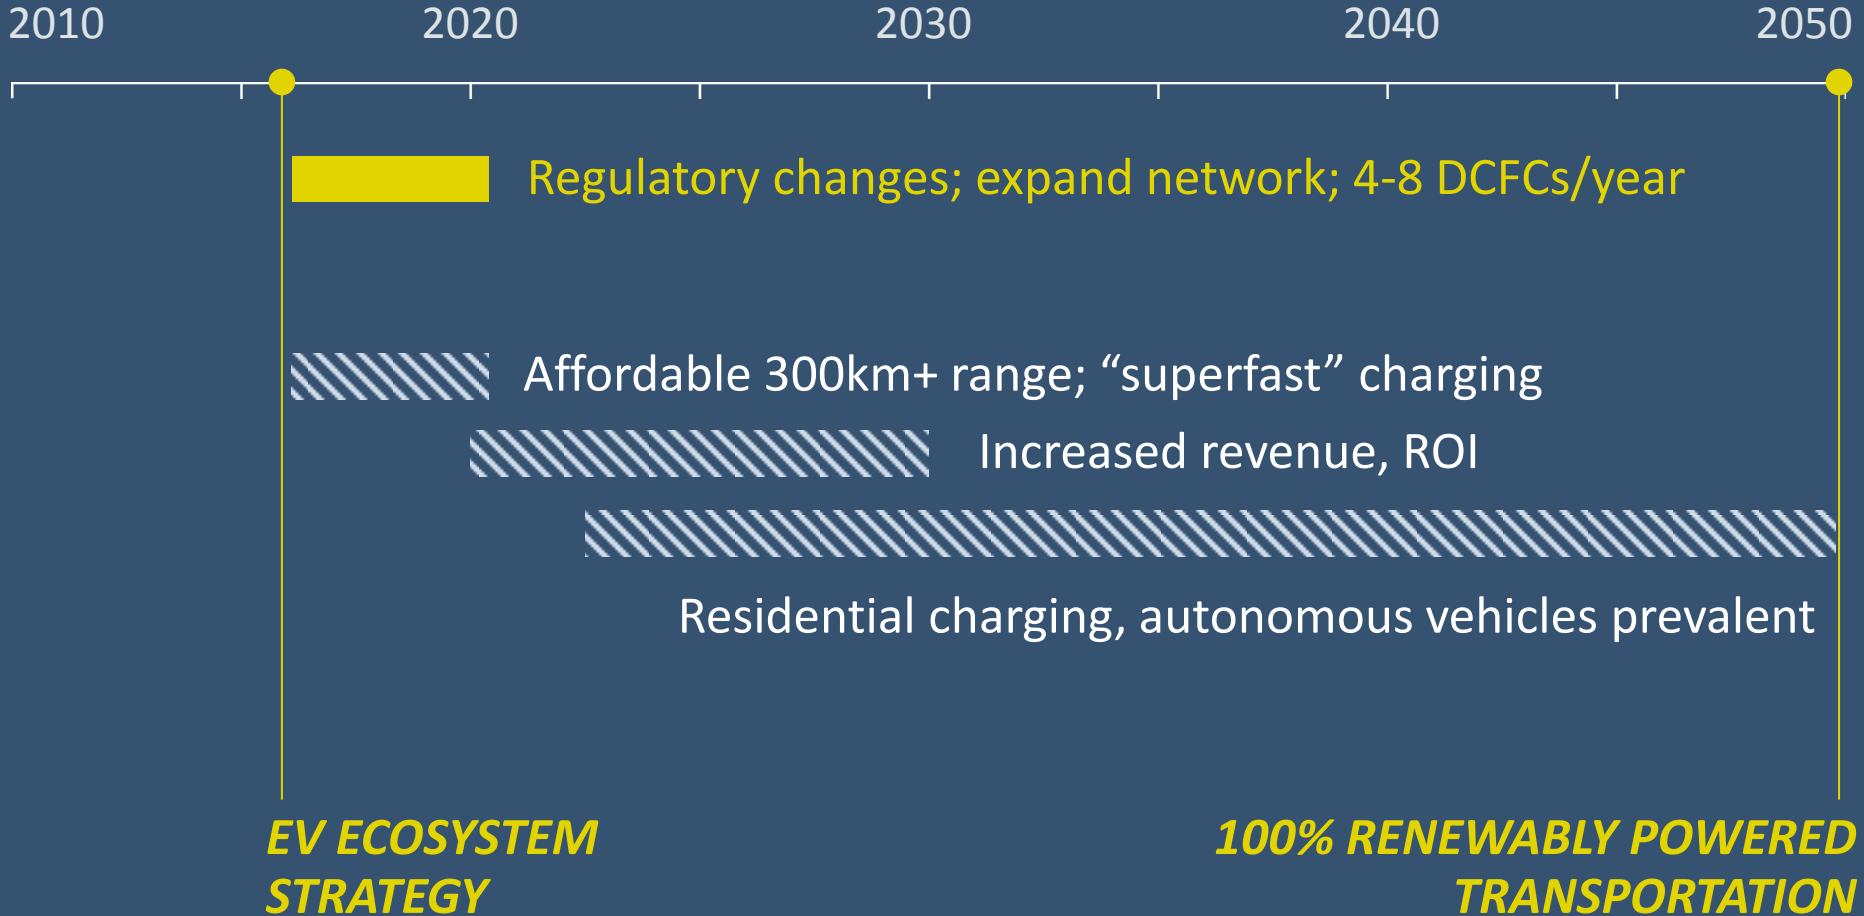 2010 2020 2030 2040 2050
Regulatory changes; expand network; 4-8 DCFCs/year
Affordable 300km+ range; “superfast” charging
Increased revenue, ROI
Residential charging, autonomous vehicles prevalent
EV ECOSYSTEM
STRATEGY
100% RENEWABLY POWERED
TRANSPORTATION